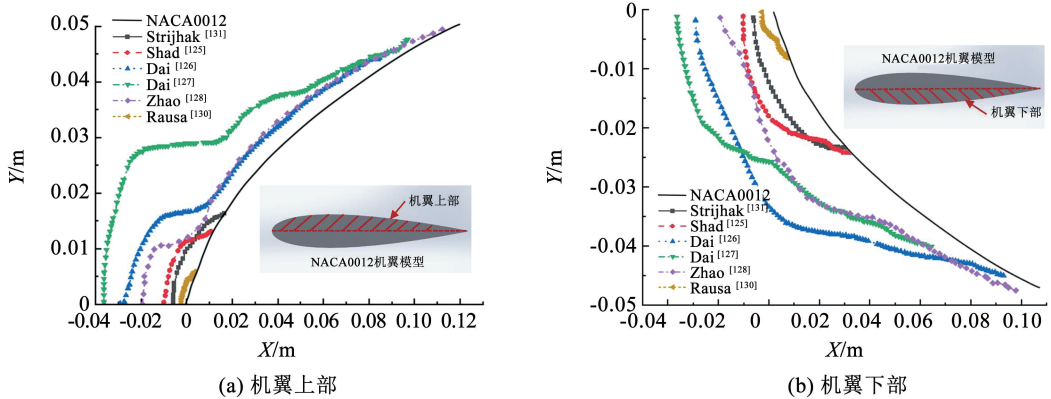 0.05
0.04
0.03
0.02
0.01
0
Y/m
-0.04 -0.02 0 0.02 0.04 0.06 0.08 0.10 0.12
X/m
NACA0012
Strijhak [131]
Shad [125]
Dai [126]
Dai [127]
Zhao [128]
Rausa [130]
机翼上部
NACA0012机翼模型
(a) 机翼上部
0
-0.01
-0.02
-0.03
-0.04
-0.05
Y/m
-0.04 -0.02 0 0.02 0.04 0.06 0.08 0.10
X/m
NACA0012机翼模型
机翼下部
NACA0012
Strijhak [131]
Shad [125]
Dai [126]
Dai [127]
Zhao [128]
Rausa [130]
(b) 机翼下部